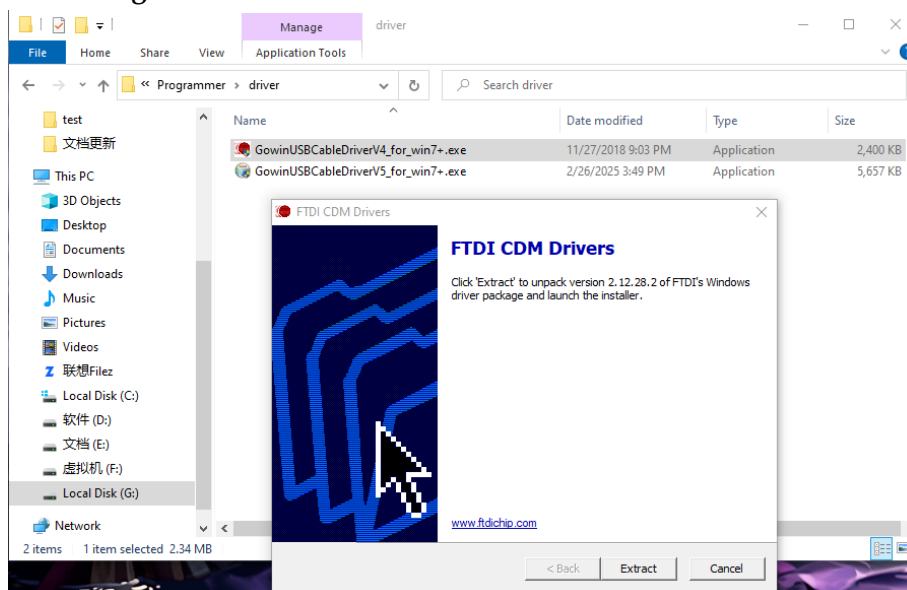 Manage
driver
File
Home
Share
View
Application Tools
« Programmer › driver
Search driver
test
文档更新
This PC
3D Objects
Desktop
Documents
Downloads
Music
Pictures
Videos
联想Filez
Local Disk (C:)
软件 (D:)
文档 (E:)
虚拟机 (F:)
Local Disk (G:)
Network
Name
Date modified
Type
Size
GowinUSBCableDriverV4_for_win7+.exe
11/27/2018 9:03 PM
Application
2,400 KB
GowinUSBCableDriverV5_for_win7+.exe
2/26/2025 3:49 PM
Application
5,657 KB
FTDI CDM Drivers
FTDI CDM Drivers
Click 'Extract' to unpack version 2.12.28.2 of FTDI's Windows
driver package and launch the installer.
www.ftdichip.com
< Back
Extract
Cancel
2 items
1 item selected 2.34 MB